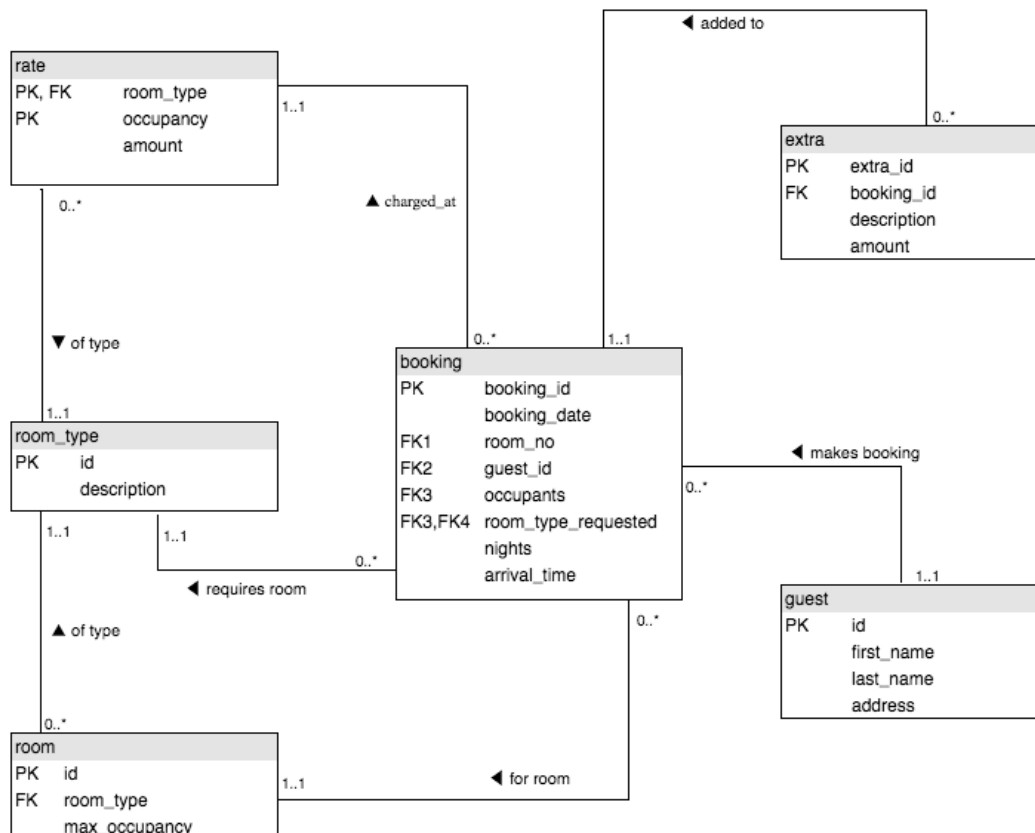 ◀ added to
rate
PK, FK room_type
PK occupancy
amount
1..1
0..*
extra
PK extra_id
FK booking_id
description
amount
0..*
▲ charged_at
▼ of type
0..*
1..1
booking
PK booking_id
booking_date
FK1 room_no
FK2 guest_id
FK3 occupants
FK3,FK4 room_type_requested
nights
arrival_time
1..1
room_type
PK id
description
◀ makes booking
0..*
1..1
1..1
0..*
◀ requires room
1..1
guest
PK id
first_name
last_name
address
0..*
▲ of type
0..*
room
PK id
FK room_type
max_occupancy
1..1
◀ for room